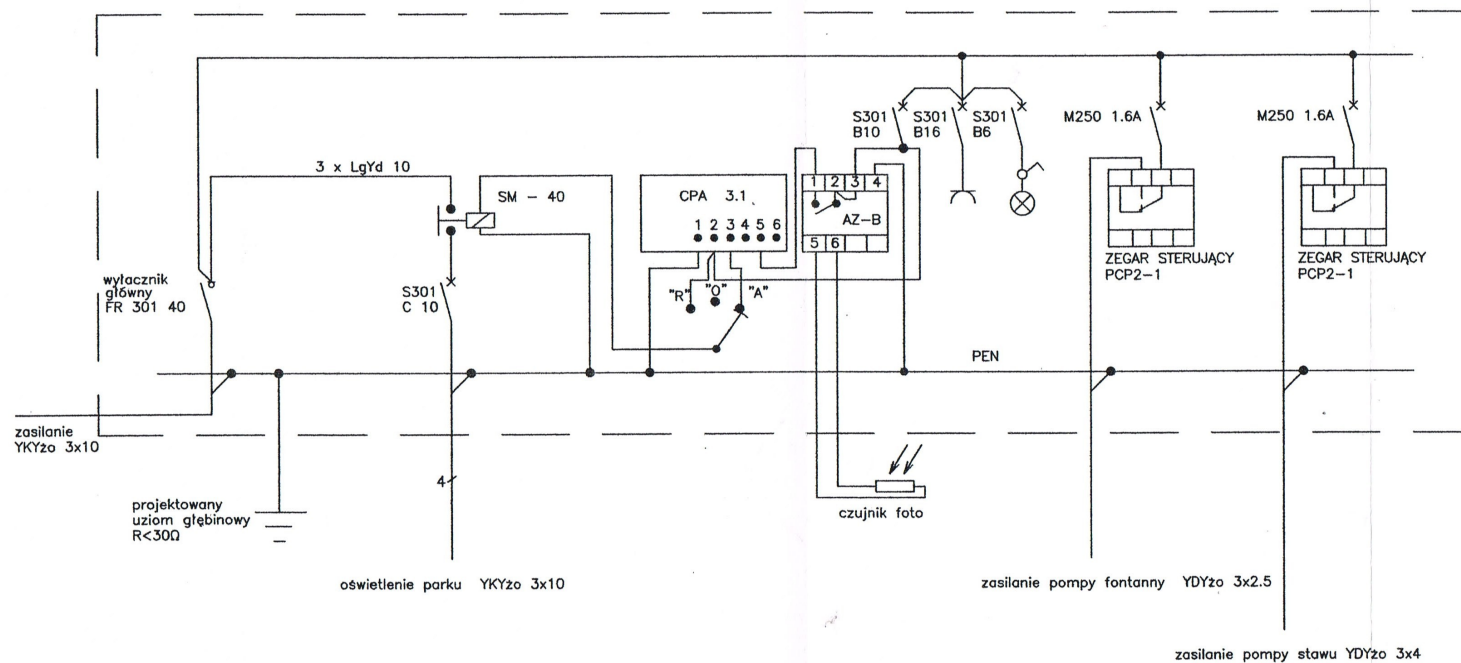 S301
B10
S301
B16
S301
B6
M250 1.6A
M250 1.6A
3 x LgYd 10
SM - 40
CPA 3.1
1 2 3 4 5 6
1 2 3 4
AZ-B
5 6
ZEGAR STERUJĄCY
PCP2-1
ZEGAR STERUJĄCY
PCP2-1
wyłacznik
główny
FR 301 40
S301
C 10
"R" "O" "A"
PEN
zasilanie
YKYżo 3x10
4
projektowany
uziom głębinowy
R<30Ω
czujnik foto
oświetlenie parku YKYżo 3x10
zasilanie pompy fontanny YDYżo 3x2.5
zasilanie pompy stawu YDYżo 3x4